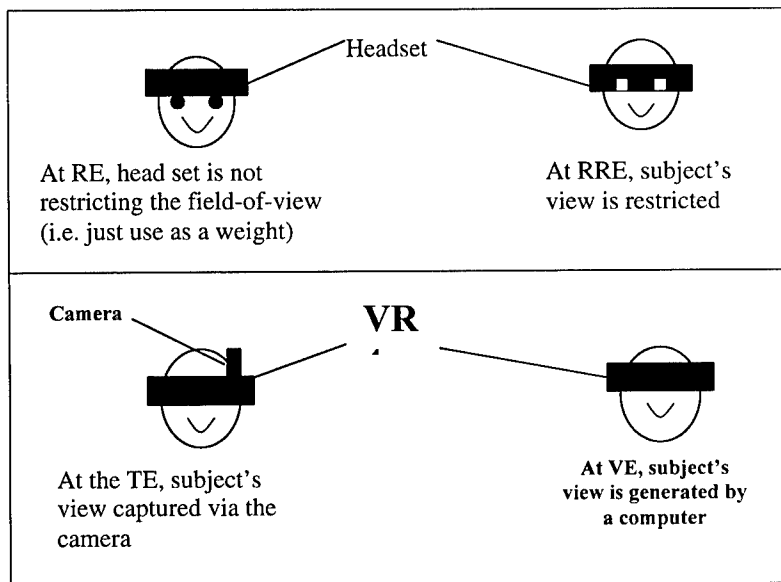 Headset
At RE, head set is not
restricting the field-of-view
(i.e. just use as a weight)
At RRE, subject's
view is restricted
Camera
VR
At the TE, subject's
view captured via the
camera
At VE, subject's
view is generated by
a computer